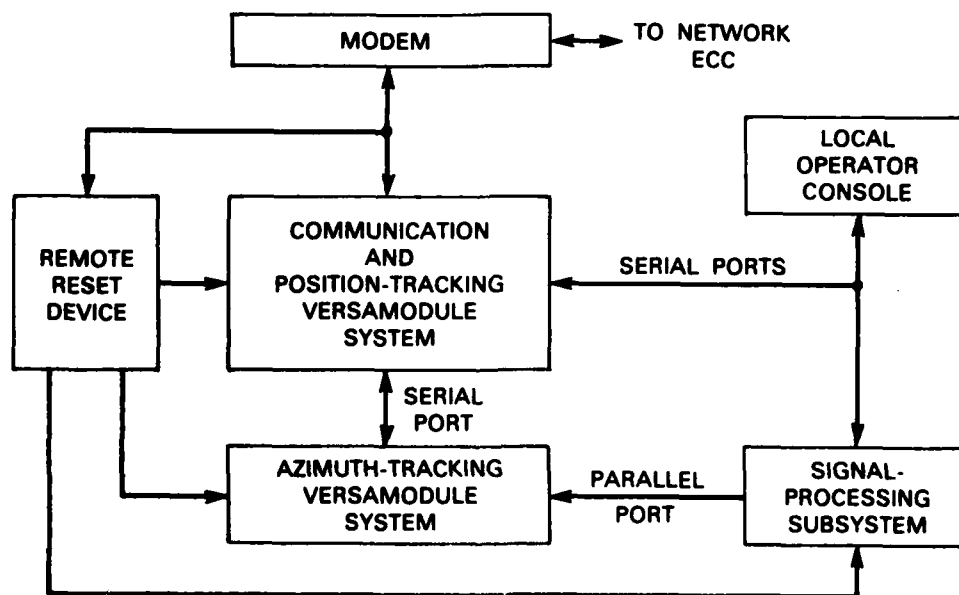 MODEM
TO NETWORK
ECC
LOCAL
OPERATOR
CONSOLE
REMOTE
RESET
DEVICE
COMMUNICATION
AND
POSITION-TRACKING
VERSAMODULE
SYSTEM
SERIAL PORTS
SERIAL
PORT
AZIMUTH-TRACKING
VERSAMODULE
SYSTEM
PARALLEL
PORT
SIGNAL-
PROCESSING
SUBSYSTEM